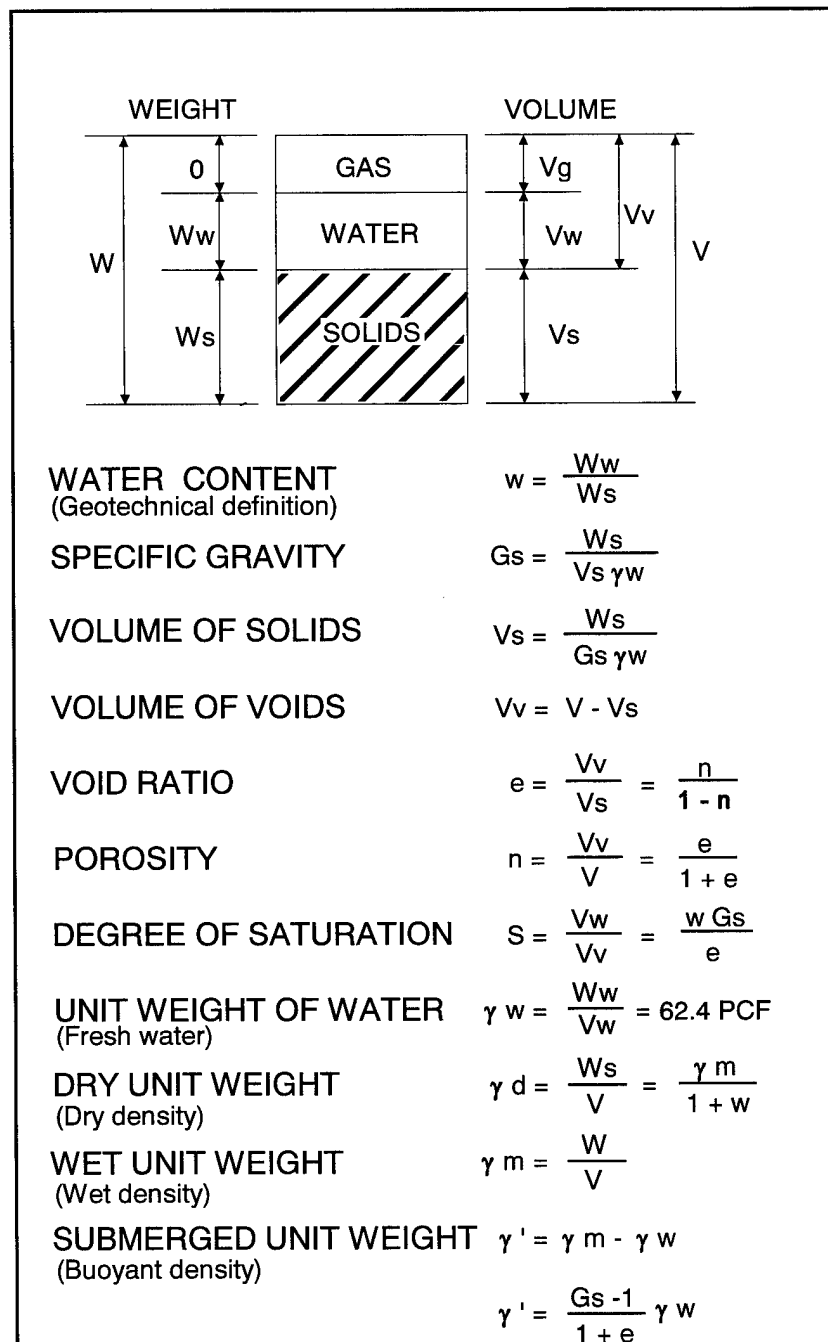 WEIGHT VOLUME
0 GAS Vg
Ww WATER Vw Vv
W V
Ws SOLIDS Vs
WATER CONTENT w = Ww / Ws
(Geotechnical definition)
SPECIFIC GRAVITY Gs = Ws / Vs γw
VOLUME OF SOLIDS Vs = Ws / Gs γw
VOLUME OF VOIDS Vv = V - Vs
VOID RATIO e = Vv / Vs = n / 1 - n
POROSITY n = Vv / V = e / 1 + e
DEGREE OF SATURATION S = Vw / Vv = w Gs / e
UNIT WEIGHT OF WATER γ w = Ww / Vw = 62.4 PCF
(Fresh water)
DRY UNIT WEIGHT γ d = Ws / V = γ m / 1 + w
(Dry density)
WET UNIT WEIGHT γ m = W / V
(Wet density)
SUBMERGED UNIT WEIGHT γ ' = γ m - γ w
(Buoyant density)
γ ' = Gs -1 / 1 + e γ w